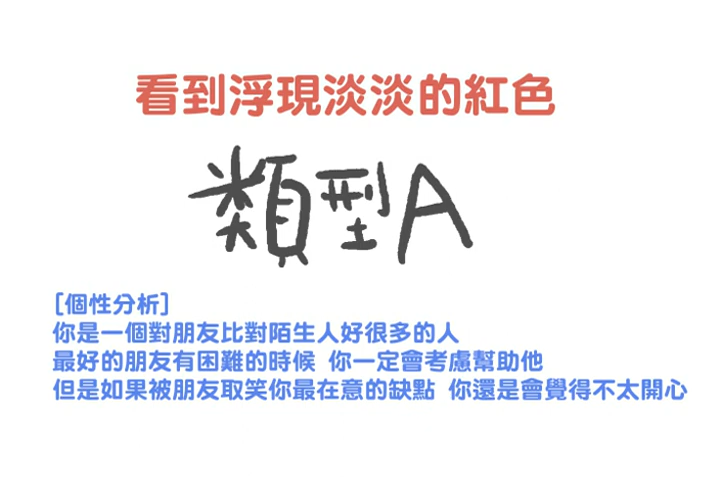 看到浮現淡淡的紅色
類型A
[個性分析]
你是一個對朋友比對陌生人好很多的人
最好的朋友有困難的時候 你一定會考慮幫助他
但是如果被朋友取笑你最在意的缺點 你還是會覺得不太開心